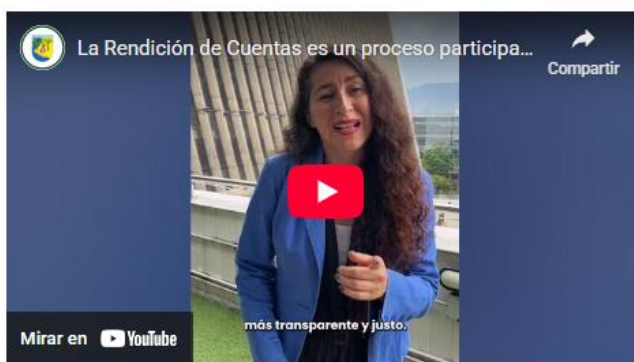 La Rendición de Cuentas es un proceso participa...
Compartir
más transparente y justo.
Mirar en YouTube